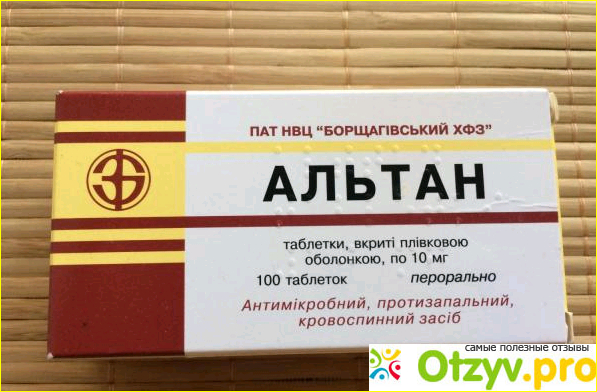 ПАТ НВЦ "БОРЩАГІВСЬКИЙ ХФЗ"
АЛЬТАН
таблетки, вкриті плівковою
оболонкою, по 10 мг
100 таблеток перорально
Антимікробний, протизапальний,
кровоспинний засіб
самые полезные отзывы
Otzyv.pro